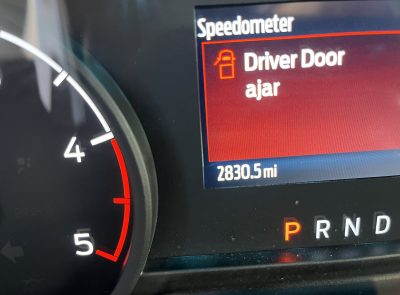 Speedometer
Driver Door
ajar
4
2830.5 mi
5
P R N D